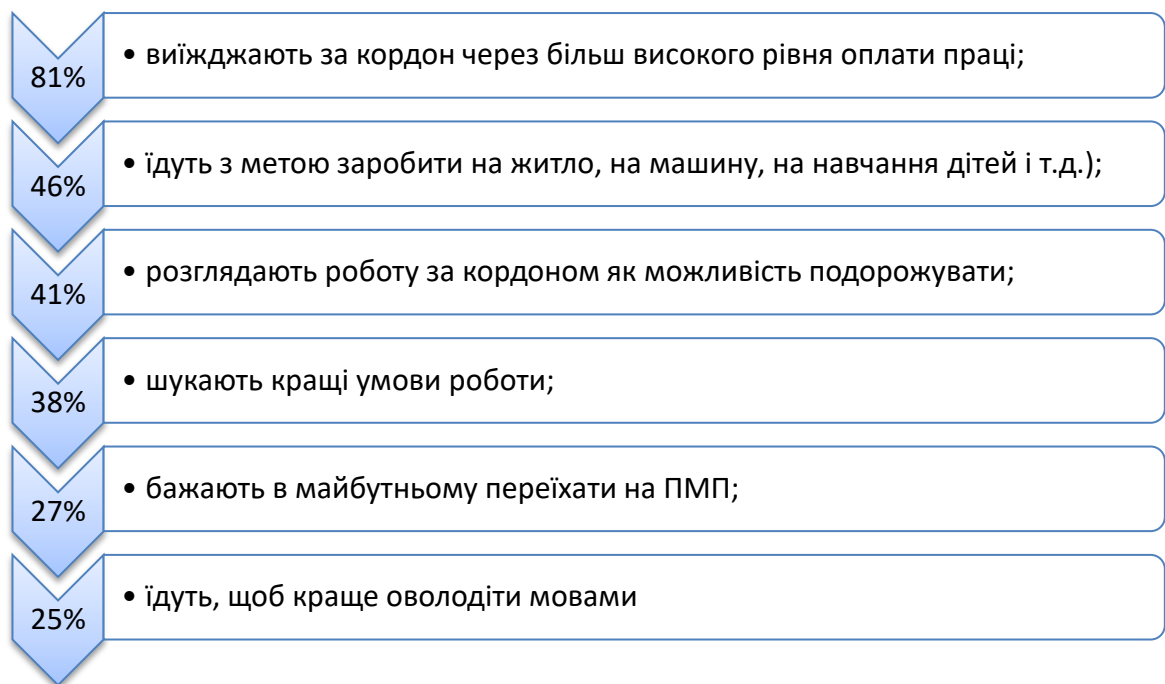 81%
• виїжджають за кордон через більш високого рівня оплати праці;
46%
• їдуть з метою заробити на житло, на машину, на навчання дітей і т.д.);
41%
• розглядають роботу за кордоном як можливість подорожувати;
38%
• шукають кращі умови роботи;
27%
• бажають в майбутньому переїхати на ПМП;
25%
• їдуть, щоб краще оволодіти мовами